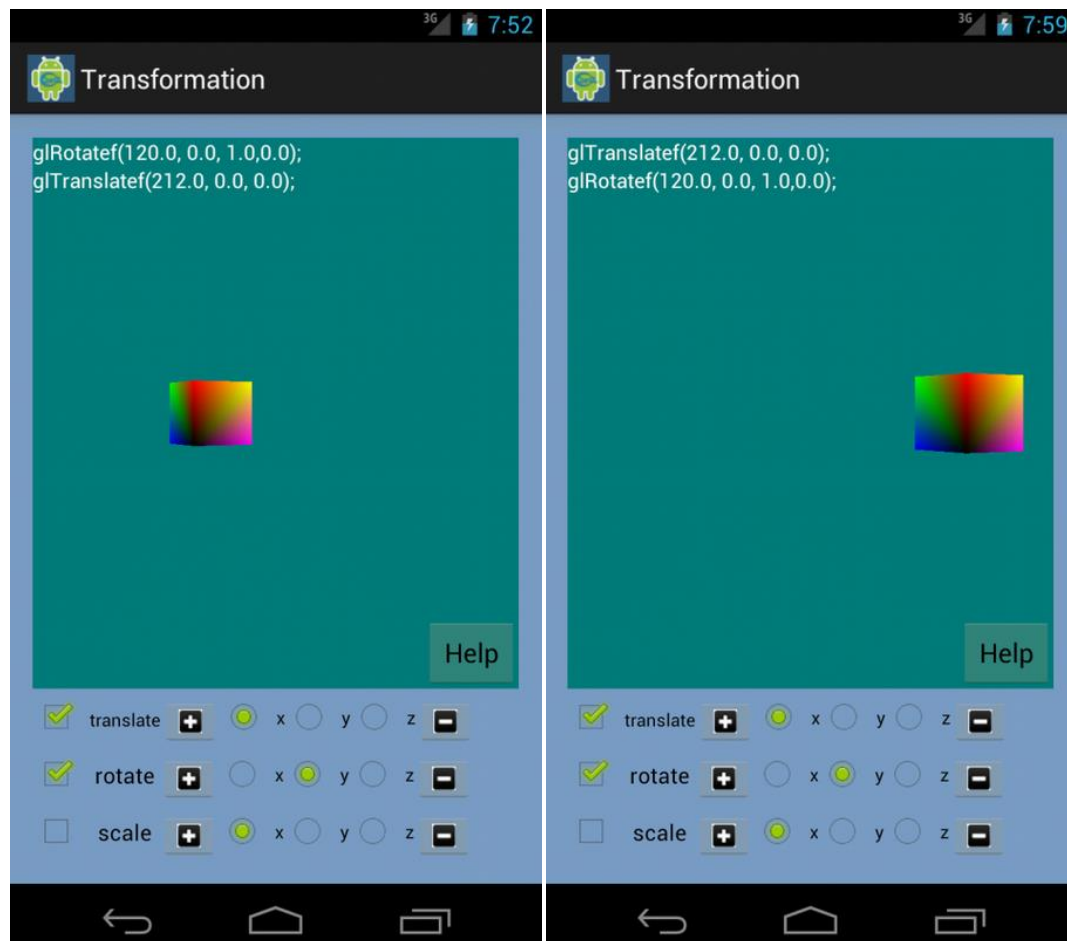 3G 7:52
Transformation
glRotatef(120.0, 0.0, 1.0,0.0);
glTranslatef(212.0, 0.0, 0.0);
Help
translate x y z
rotate x y z
scale x y z
3G 7:59
Transformation
glTranslatef(212.0, 0.0, 0.0);
glRotatef(120.0, 0.0, 1.0,0.0);
Help
translate x y z
rotate x y z
scale x y z